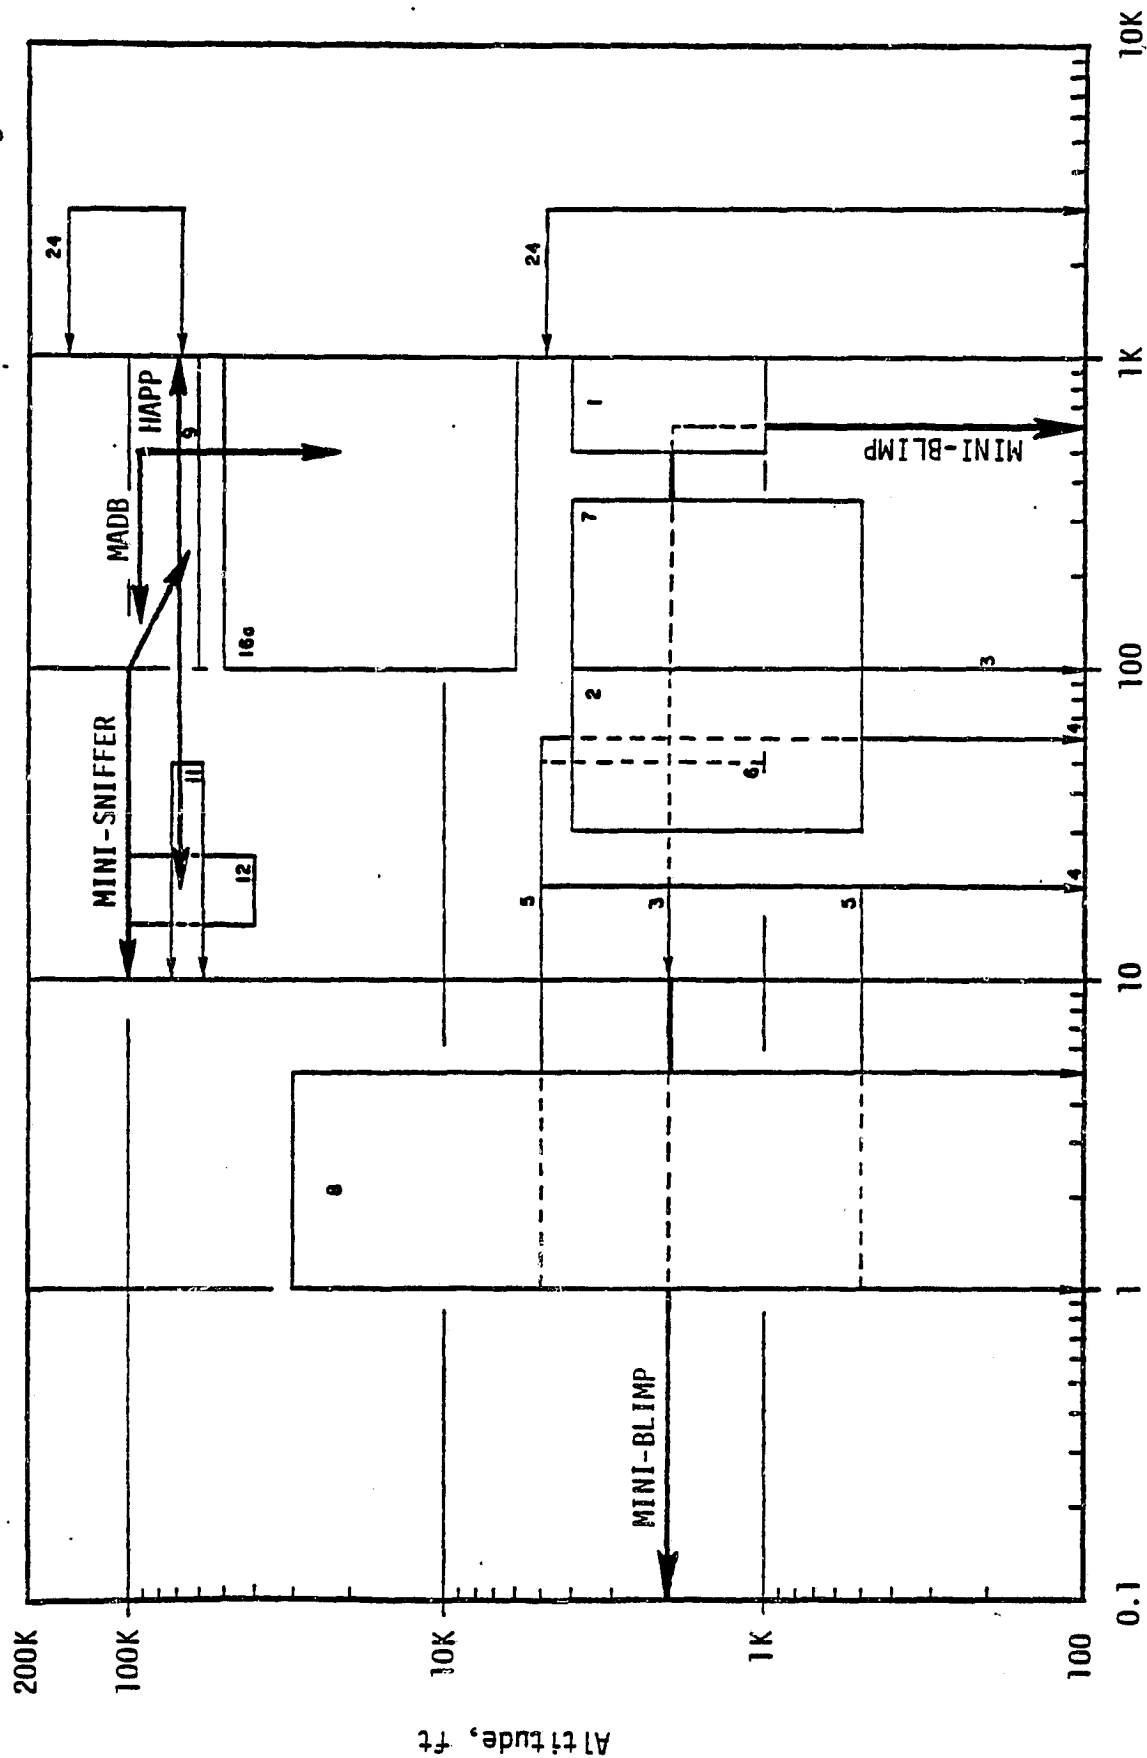 200K
100K
10K
1K
100
Altitude, ft
0.1
1
10
100
1K
10K
24
24
HAPP
MADB
9
16a
MINI-SNIFFER
11
12
1
MINI-BLIMP
7
2
3
4
6
5
3
5
4
8
MINI-BLIMP